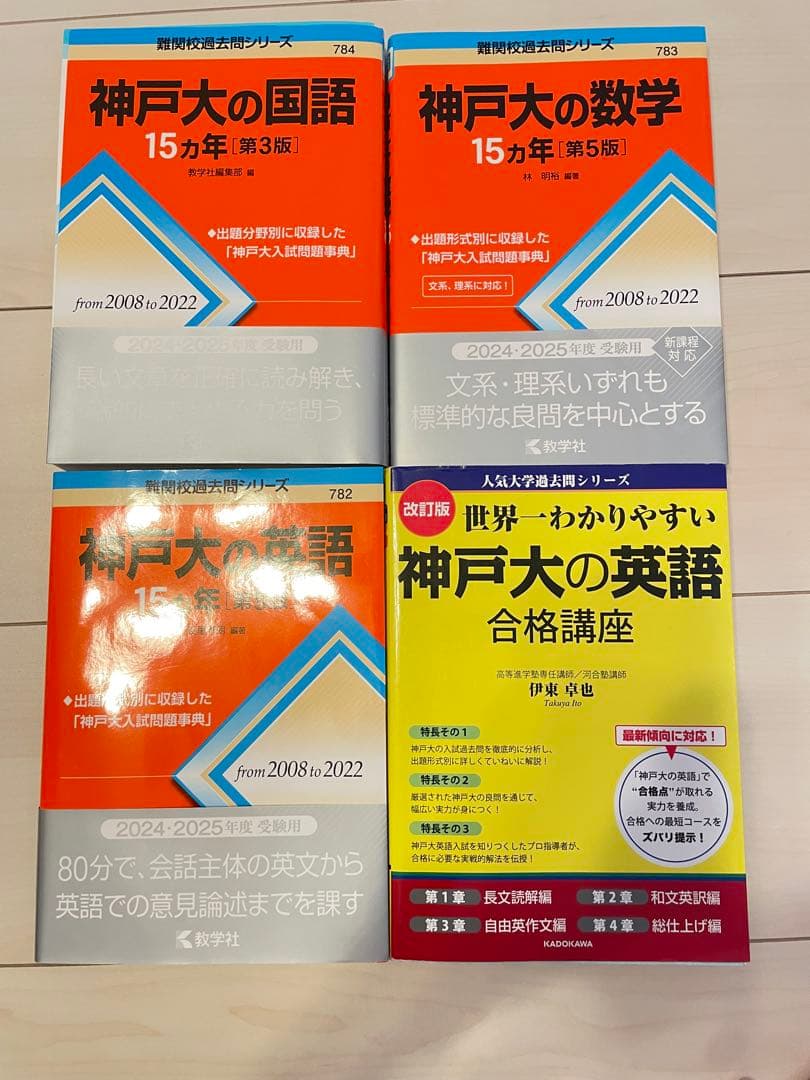 難関校過去問シリーズ
784
神戸大の国語
15カ年[第3版]
教学社編集部 編
◆出題分野別に収録した
「神戸大入試問題事典」
from 2008 to 2022
2024・2025年度 受験用
長い文章を正確に読み解き、
を問う
難関校過去問シリーズ
783
神戸大の数学
15カ年[第5版]
林 明裕 編著
◆出題形式別に収録した
「神戸大入試問題事典」
文系、理系に対応!
from 2008 to 2022
2024・2025年度 受験用
新課程
対応
文系・理系いずれも
標準的な良問を中心とする
教学社
難関校過去問シリーズ
782
神戸大の英語
15カ年[第
編著
◆出題形式別に収録した
「神戸大入試問題事典」
from 2008 to 2022
2024・2025年度 受験用
80分で、会話主体の英文から
英語での意見論述までを課す
教学社
人気大学過去問シリーズ
改訂版
世界一わかりやすい
神戸大の英語
合格講座
高等進学塾専任講師/河合塾講師
伊東 卓也
Takuya Ito
特長その1
神戸大の入試過去問を徹底的に分析し、
出題形式別に詳しくていねいに解説!
特長その2
厳選された神戸大の良問を通じて、
幅広い実力が身につく!
特長その3
神戸大英語入試を知りつくしたプロ指導者が、
合格に必要な実戦的解法を伝授!
最新傾向に対応!
「神戸大の英語」で
“合格点”が取れる
実力を養成。
合格への最短コースを
ズバリ提示!
第1章 長文読解編
第2章 和文英訳編
第3章 自由英作文編
第4章 総仕上げ編
KADOKAWA